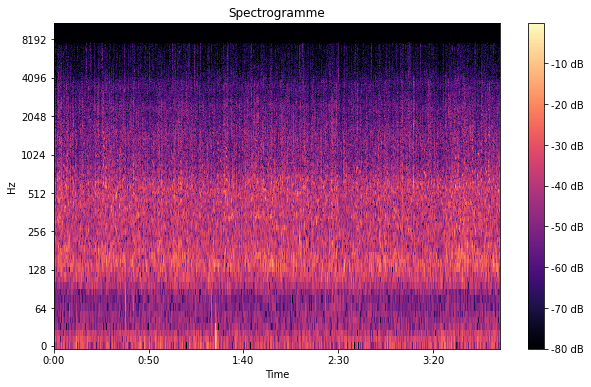 Spectrogramme
8192
4096
2048
1024
512
256
128
64
0
Hz
0:00 0:50 1:40 2:30 3:20
Time
-10 dB
-20 dB
-30 dB
-40 dB
-50 dB
-60 dB
-70 dB
-80 dB